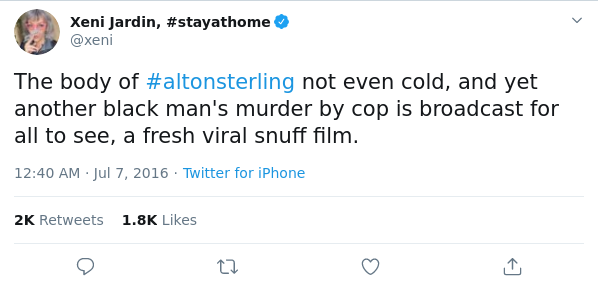 Xeni Jardin, #stayathome
@xeni
The body of #altonsterling not even cold, and yet
another black man's murder by cop is broadcast for
all to see, a fresh viral snuff film.
12:40 AM · Jul 7, 2016 · Twitter for iPhone
2K Retweets 1.8K Likes